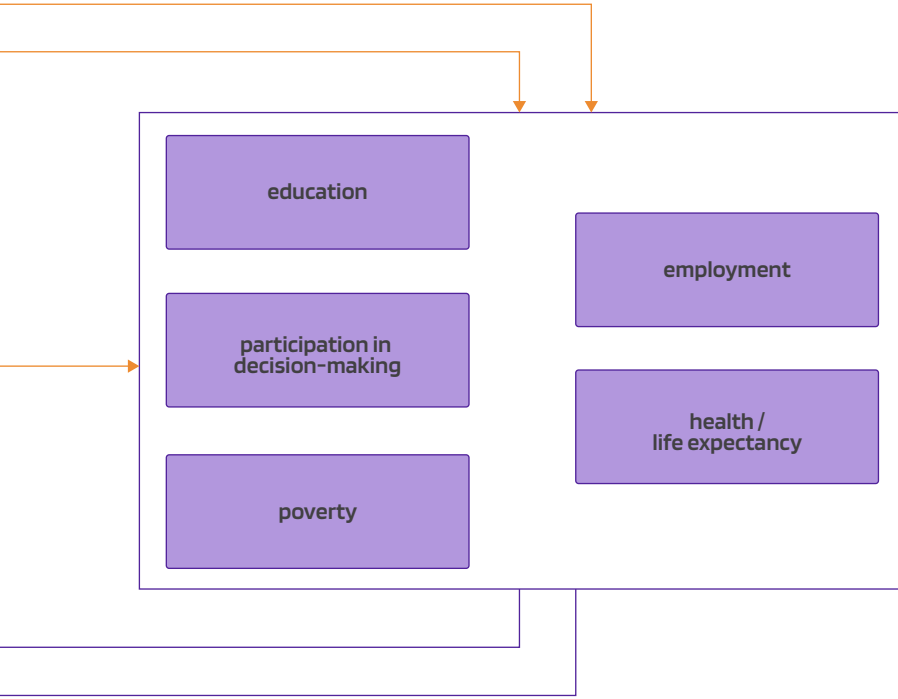 education
participation in
decision-making
poverty
employment
health /
life expectancy